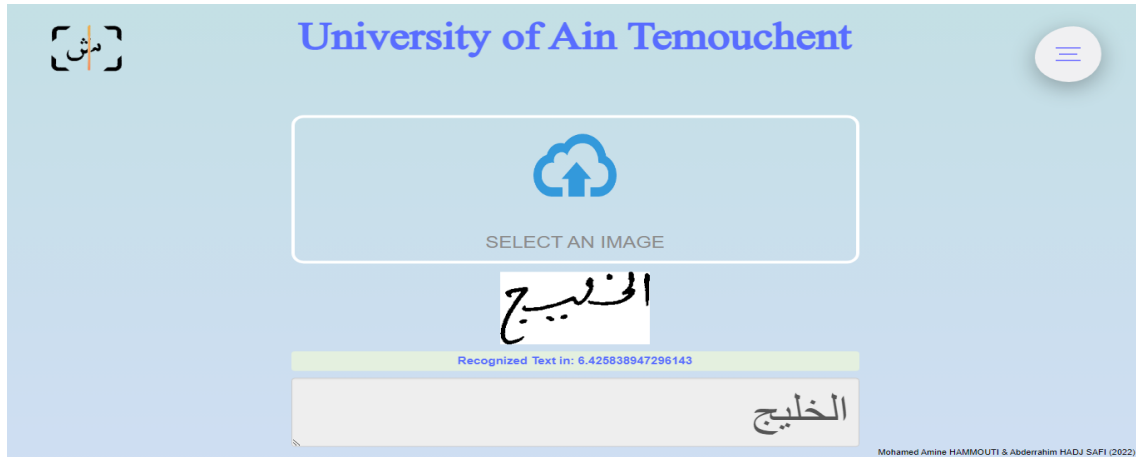 ش
University of Ain Temouchent
SELECT AN IMAGE
الخليج
Recognized Text in: 6.425838947296143
الخليج
Mohamed Amine HAMMOUTI & Abderrahim HADJ SAFI (2022)